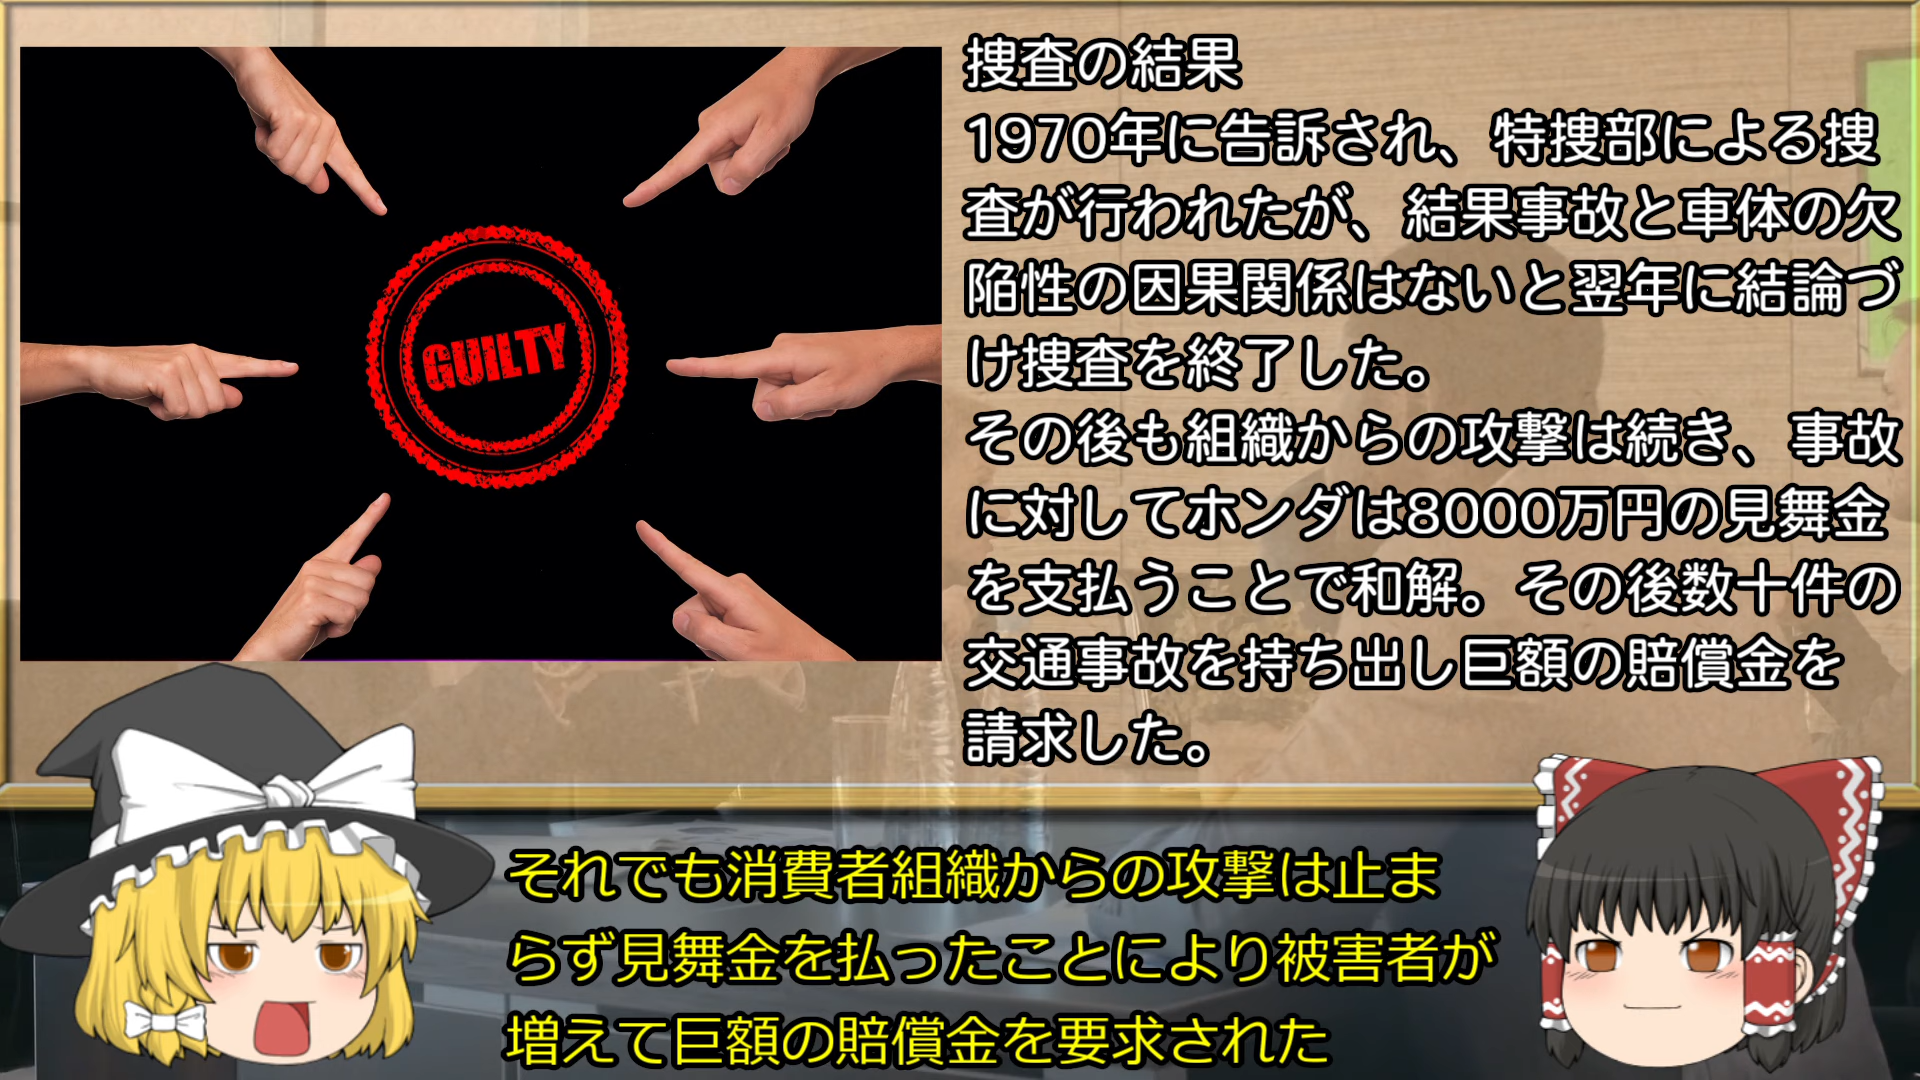 捜査の結果
1970年に告訴され、特捜部による捜
査が行われたが、結果事故と車体の欠
陥性の因果関係はないと翌年に結論づ
け捜査を終了した。
その後も組織からの攻撃は続き、事故
に対してホンダは8000万円の見舞金
を支払うことで和解。その後数十件の
交通事故を持ち出し巨額の賠償金を
請求した。
GUILTY
それでも消費者組織からの攻撃は止ま
らず見舞金を払ったことにより被害者が
増えて巨額の賠償金を要求された